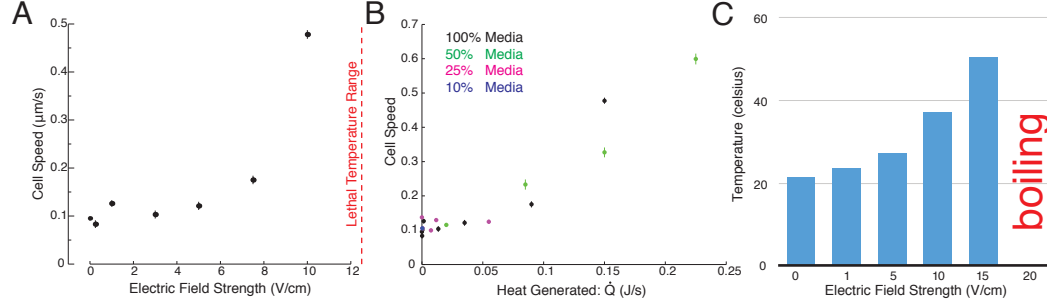 A
Cell Speed (μm/s)
0.5
0.4
0.3
0.2
0.1
0
0 2 4 6 8 10 12
Electric Field Strength (V/cm)
Lethal Temperature Range
B
Cell Speed
0.7
0.6
0.5
0.4
0.3
0.2
0.1
0
100% Media
50% Media
25% Media
10% Media
0 0.05 0.1 0.15 0.2 0.25
Heat Generated: Q̇ (J/s)
C
Temperature (celsius)
60
40
20
0
0 1 5 10 15 20
Electric Field Strength (V/cm)
boiling